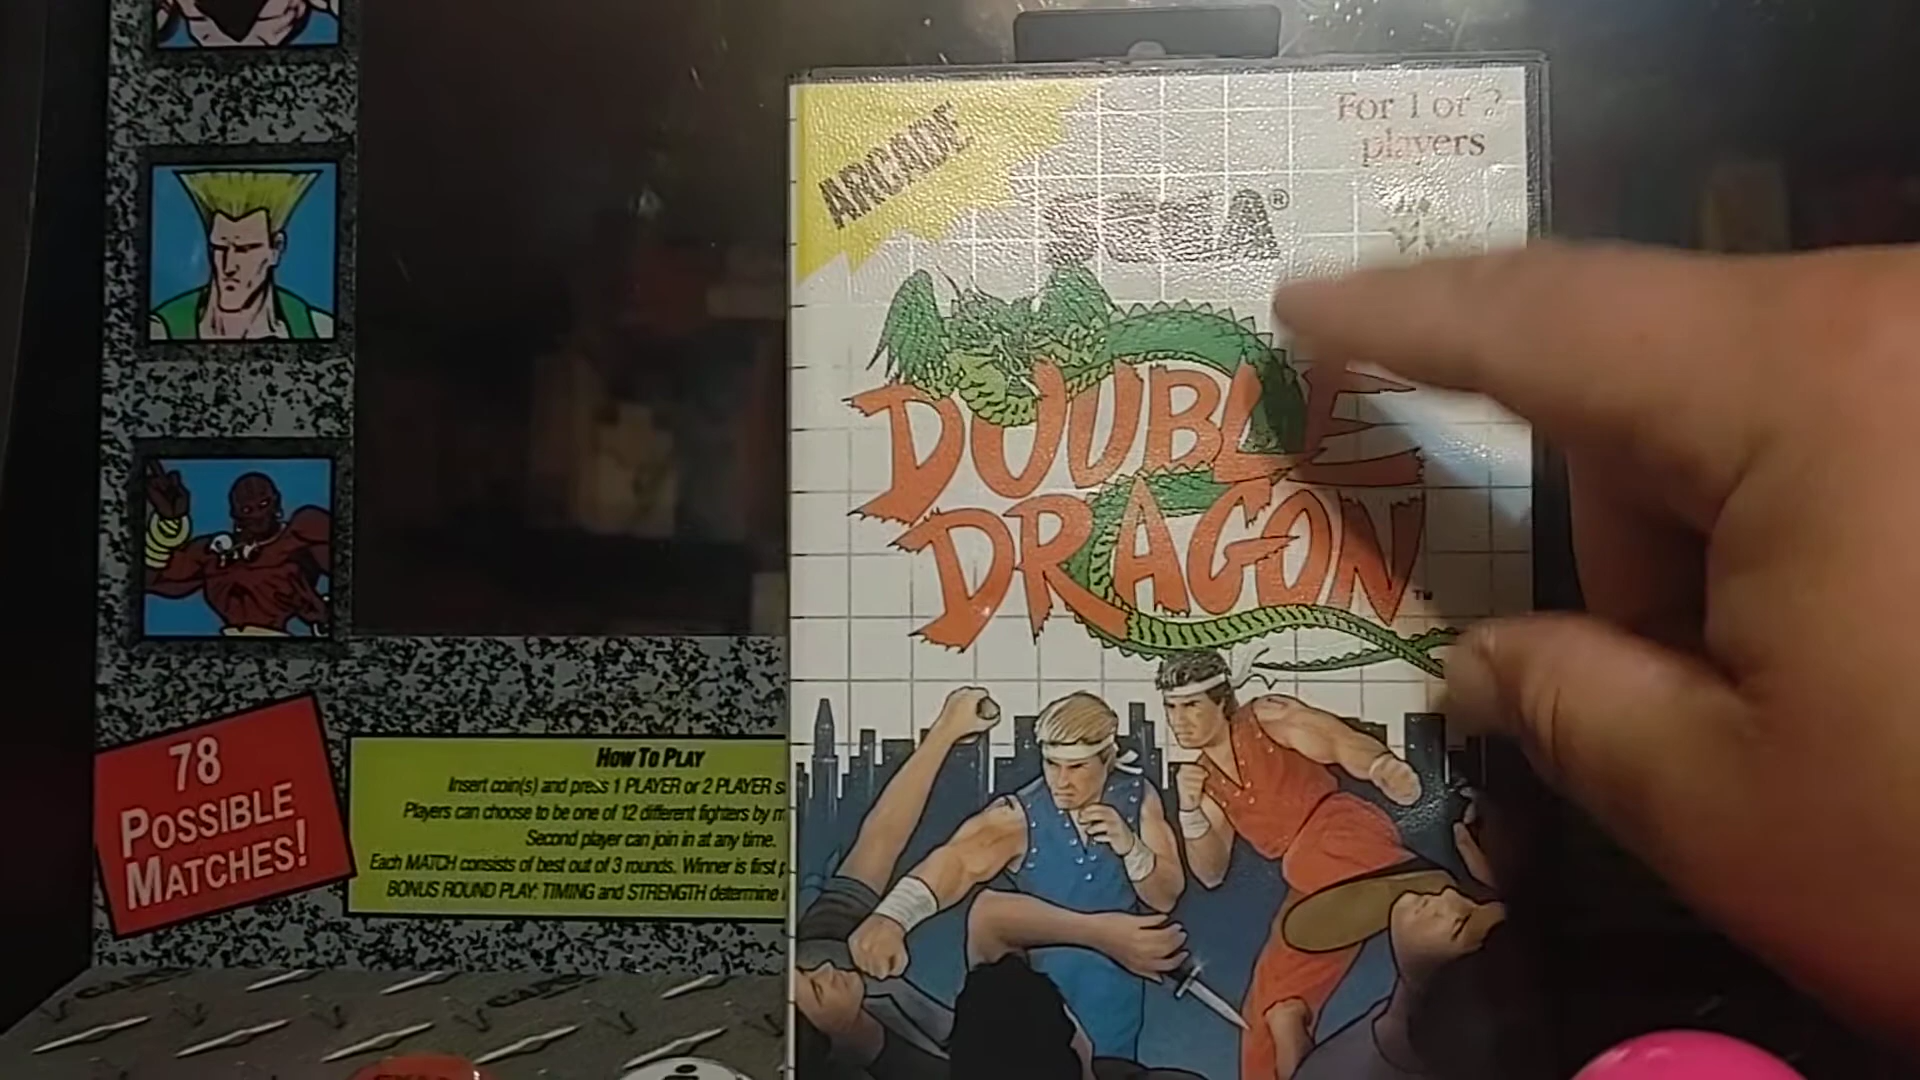 ARCADE
For 1 or 2
players
SEGA®
DOUBLE
DRAGON™
78
POSSIBLE
MATCHES!
HOW TO PLAY
Insert coin(s) and press 1 PLAYER or 2 PLAYER
Players can choose to be one of 12 different fighters by
Second player can join in at any time.
Each MATCH consists of best out of 3 rounds. Winner is first
BONUS ROUND PLAY: TIMING and STRENGTH determine